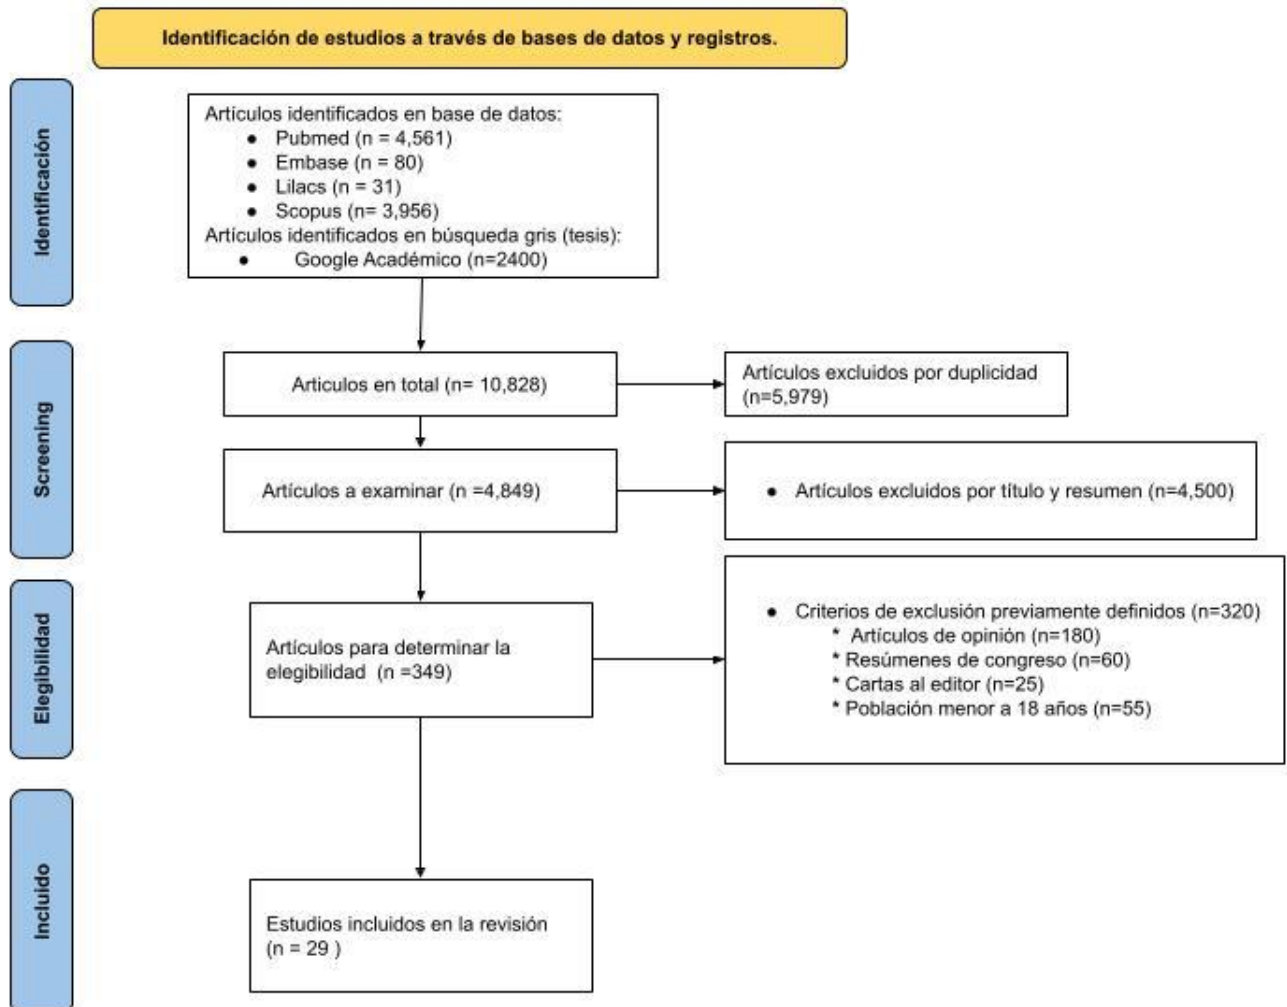 Identificación de estudios a través de bases de datos y registros.
Identificación
Artículos identificados en base de datos:
● Pubmed (n = 4,561)
● Embase (n = 80)
● Lilacs (n = 31)
● Scopus (n= 3,956)
Artículos identificados en búsqueda gris (tesis):
● Google Académico (n=2400)
Screening
Articulos en total (n= 10,828)
Artículos excluidos por duplicidad
(n=5,979)
Artículos a examinar (n =4,849)
● Artículos excluidos por título y resumen (n=4,500)
Elegibilidad
Artículos para determinar la
elegibilidad (n =349)
● Criterios de exclusión previamente definidos (n=320)
* Artículos de opinión (n=180)
* Resúmenes de congreso (n=60)
* Cartas al editor (n=25)
* Población menor a 18 años (n=55)
Incluido
Estudios incluidos en la revisión
(n = 29 )